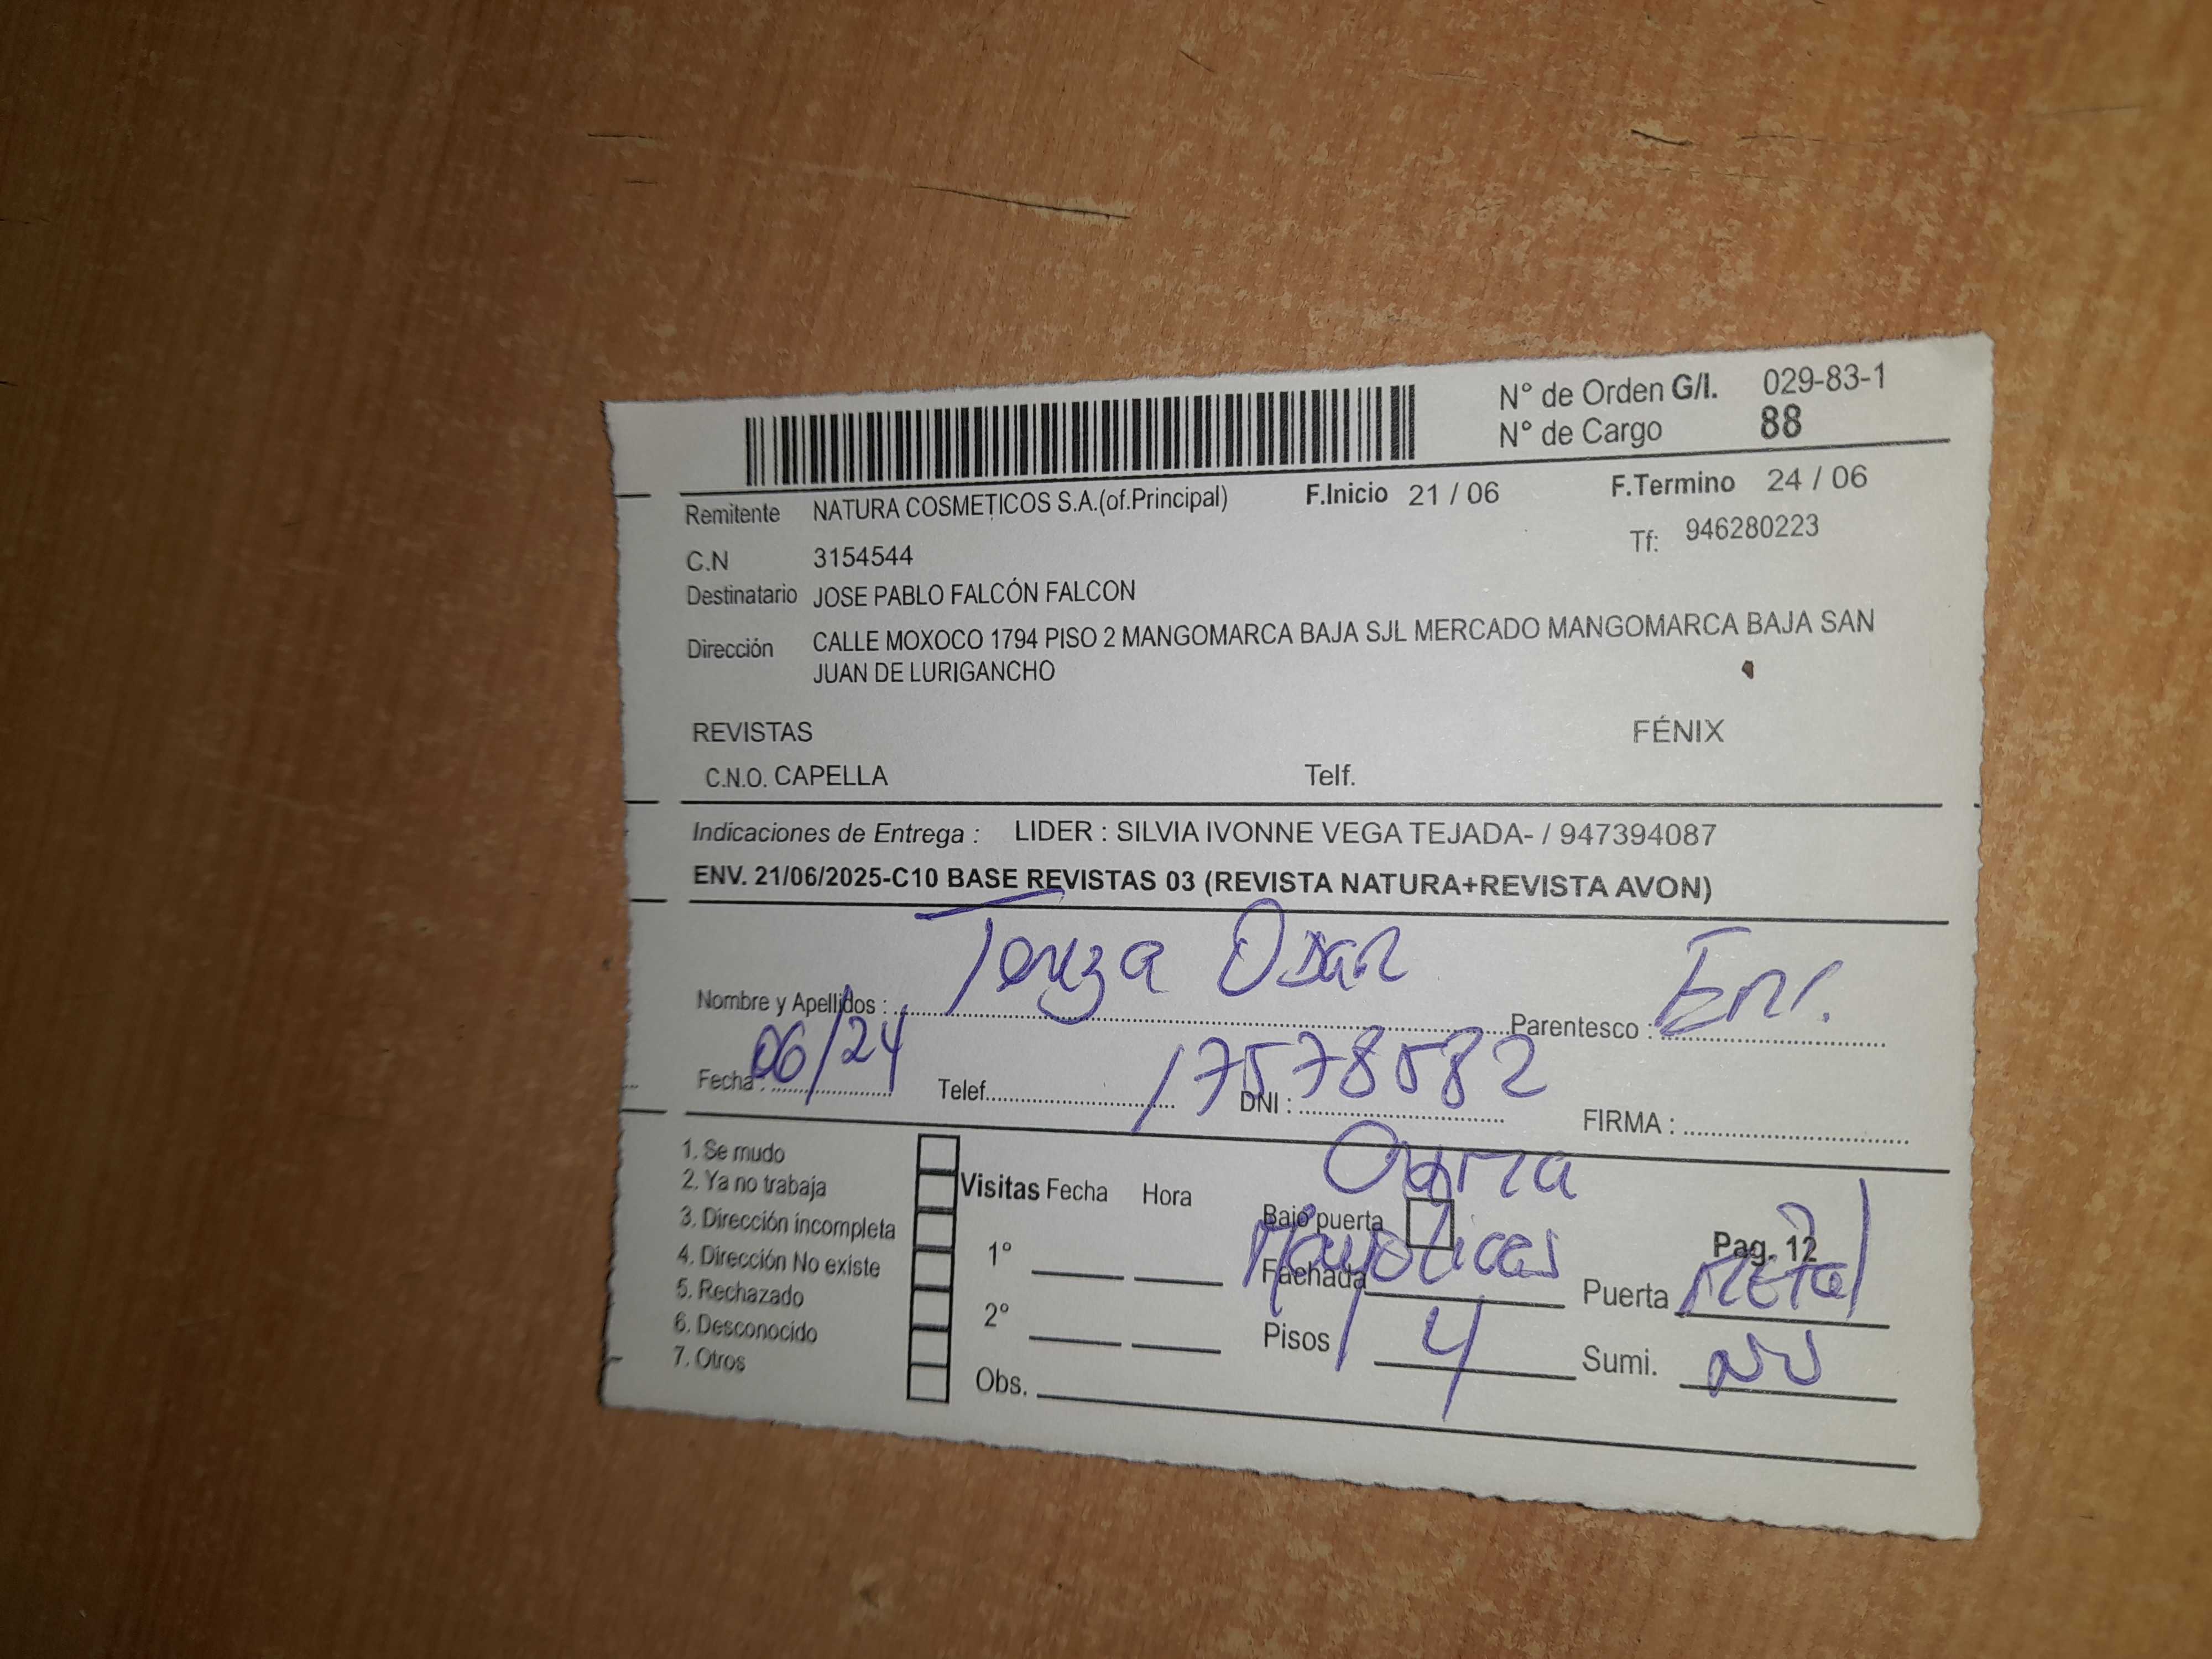 N° de Orden G/I. 029-83-1
N° de Cargo 88
Remitente NATURA COSMETICOS S.A.(of.Principal) F.Inicio 21 / 06 F.Termino 24 / 06
C.N 3154544 Tf: 946280223
Destinatario JOSE PABLO FALCÓN FALCON
Dirección CALLE MOXOCO 1794 PISO 2 MANGOMARCA BAJA SJL MERCADO MANGOMARCA BAJA SAN
JUAN DE LURIGANCHO
REVISTAS FÉNIX
C.N.O. CAPELLA Telf.
Indicaciones de Entrega : LIDER : SILVIA IVONNE VEGA TEJADA- / 947394087
ENV. 21/06/2025-C10 BASE REVISTAS 03 (REVISTA NATURA+REVISTA AVON)
Nombre y Apellidos : Parentesco :
Fecha : 06/24 Telef. DNI : 17578582 FIRMA :
1. Se mudo
2. Ya no trabaja
3. Dirección incompleta
4. Dirección No existe
5. Rechazado
6. Desconocido
7. Otros
Visitas Fecha Hora
1°
2°
Obs.
Bajo puerta Pag. 12
Fachada Mayolicas Puerta Metal
Pisos 4 Sumi. NO